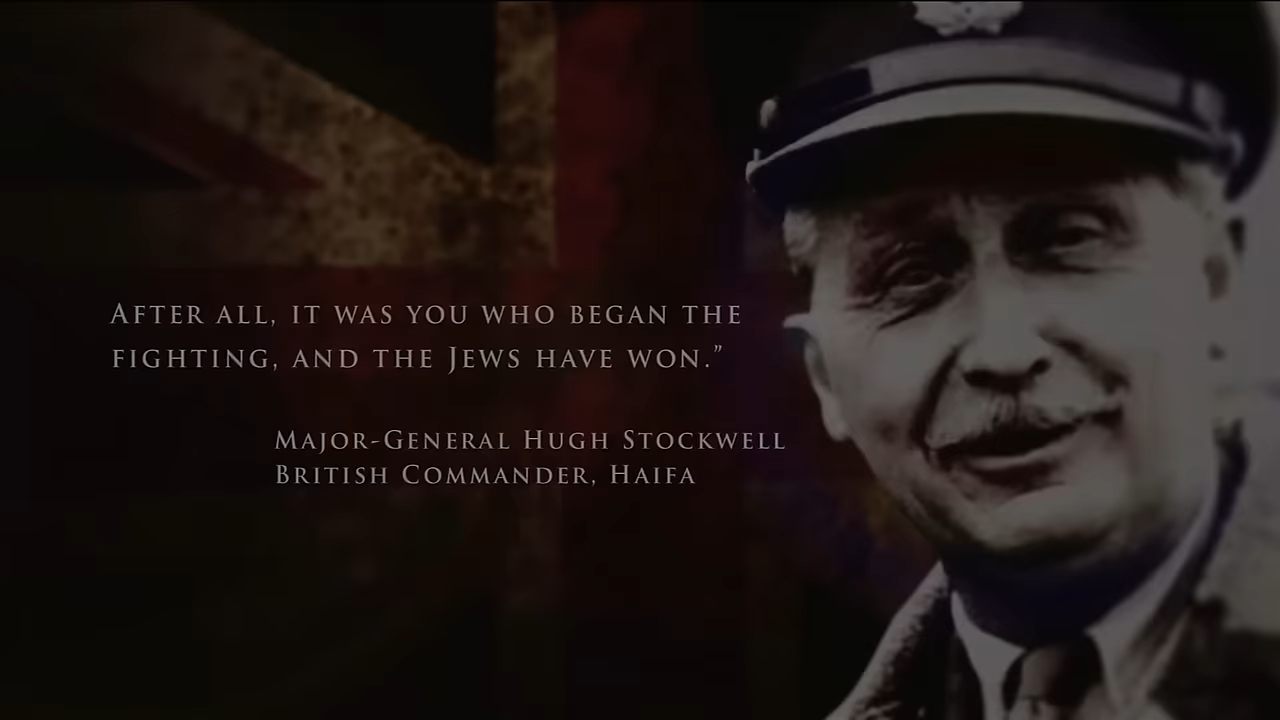 After all, it was you who began the
fighting, and the Jews have won.”
Major-General Hugh Stockwell
British Commander, Haifa